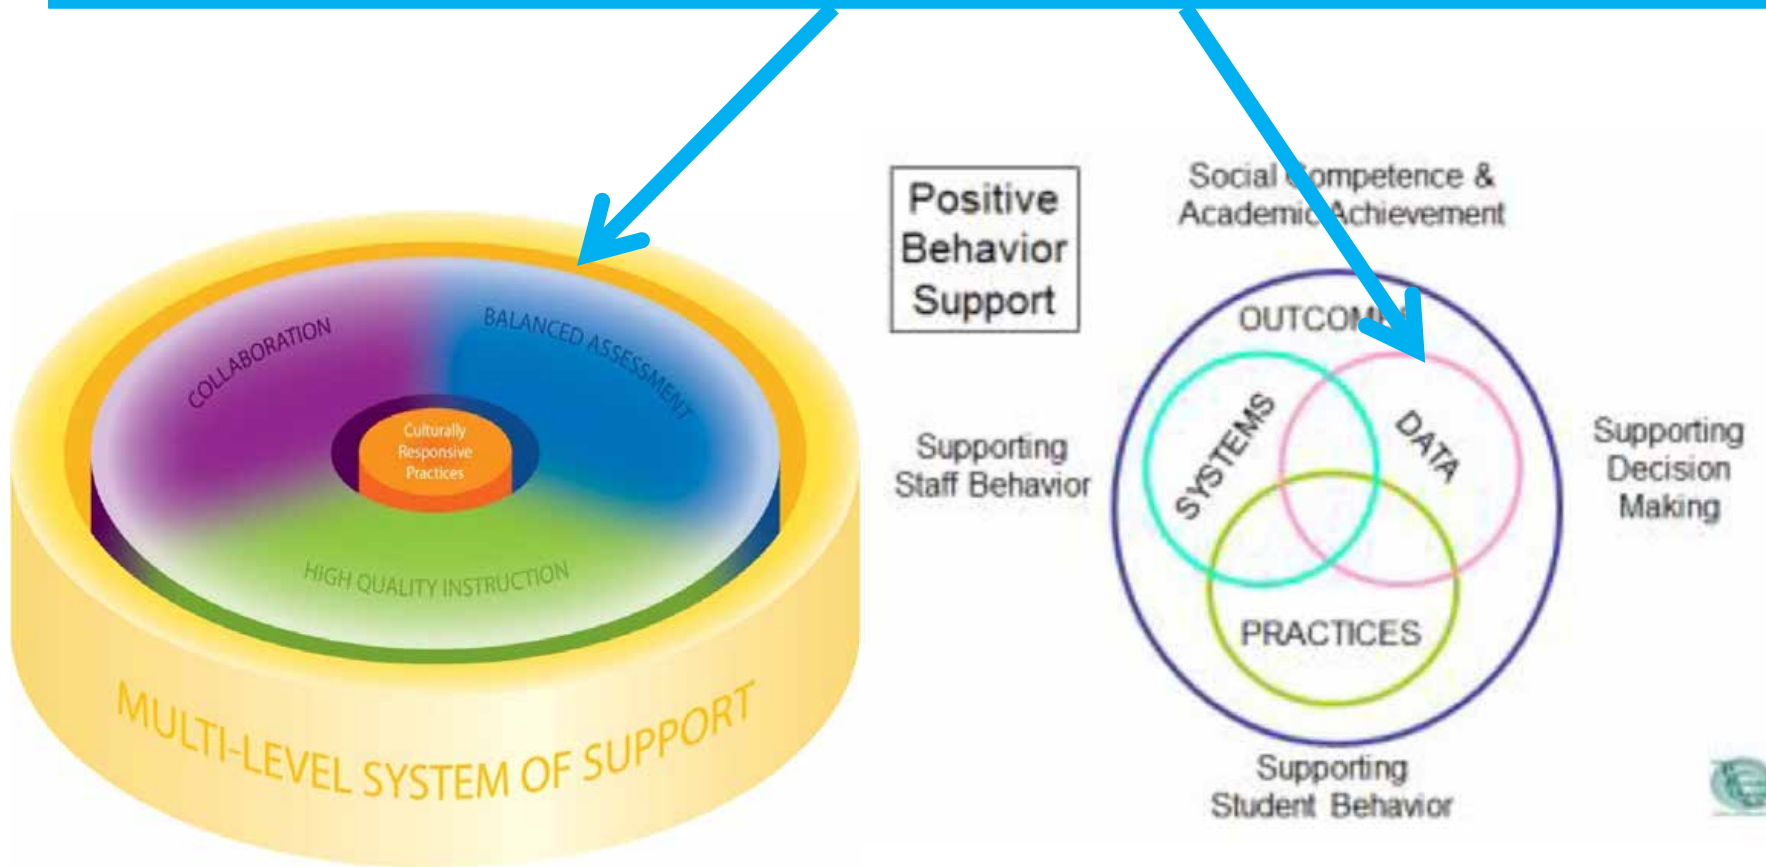 COLLABORATION
BALANCED ASSESSMENT
Culturally
Responsive
Practices
HIGH QUALITY INSTRUCTION
MULTI-LEVEL SYSTEM OF SUPPORT
Positive
Behavior
Support
Social Competence &
Academic Achievement
OUTCOMES
SYSTEMS
DATA
PRACTICES
Supporting
Staff Behavior
Supporting
Decision
Making
Supporting
Student Behavior